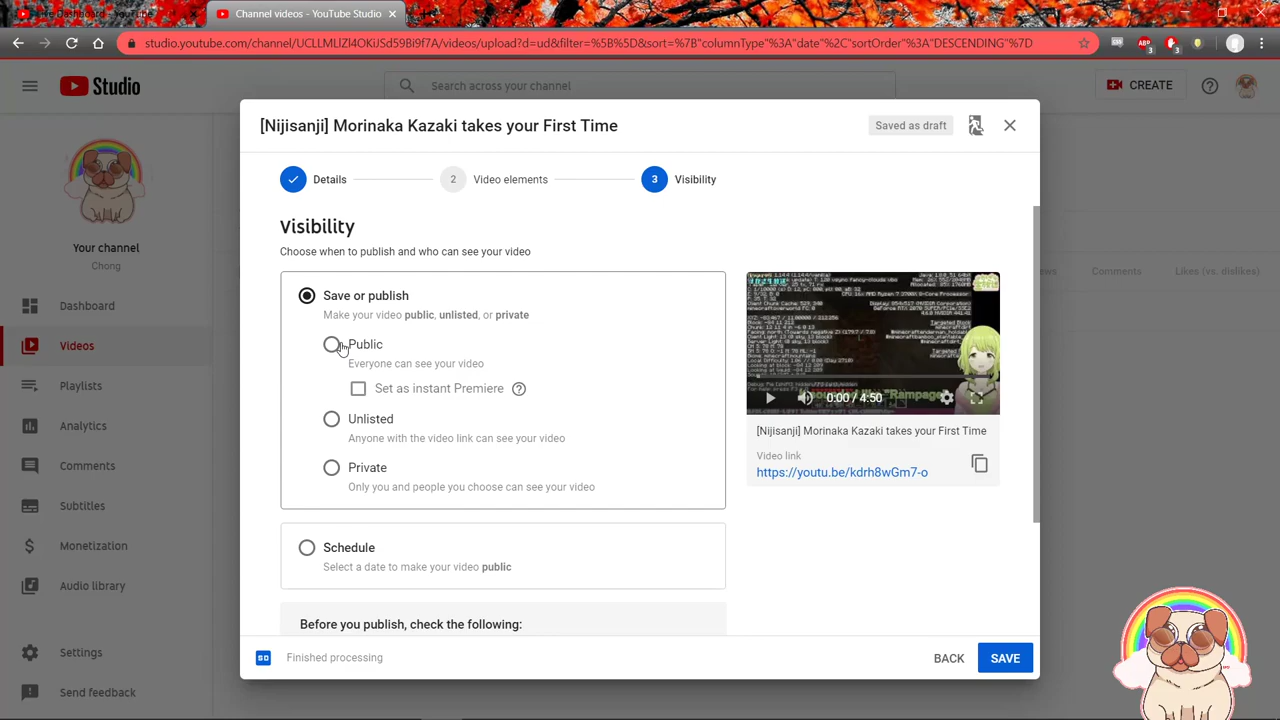 Channel videos - YouTube Studio
studio.youtube.com/channel/UCLLMLlZl4OKiJSd59Bi9f7A/videos/upload?d=ud&filter=%5B%5D&sort=%7B"columnType"%3A"date"%2C"sortOrder"%3A"DESCENDING"%7D
Studio
Search across your channel
CREATE
Your channel
Chong
Dashboard
Videos
Playlists
Analytics
Comments
Subtitles
Monetization
Audio library
Settings
Send feedback
Comments
Likes (vs. dislikes)
[Nijisanji] Morinaka Kazaki takes your First Time
Saved as draft
Details
2
Video elements
3
Visibility
Visibility
Choose when to publish and who can see your video
Save or publish
Make your video public, unlisted, or private
Public
Everyone can see your video
Set as instant Premiere
Unlisted
Anyone with the video link can see your video
Private
Only you and people you choose can see your video
Schedule
Select a date to make your video public
Before you publish, check the following:
0:00 / 4:50
[Nijisanji] Morinaka Kazaki takes your First Time
Video link
https://youtu.be/kdrh8wGm7-o
SD
Finished processing
BACK
SAVE